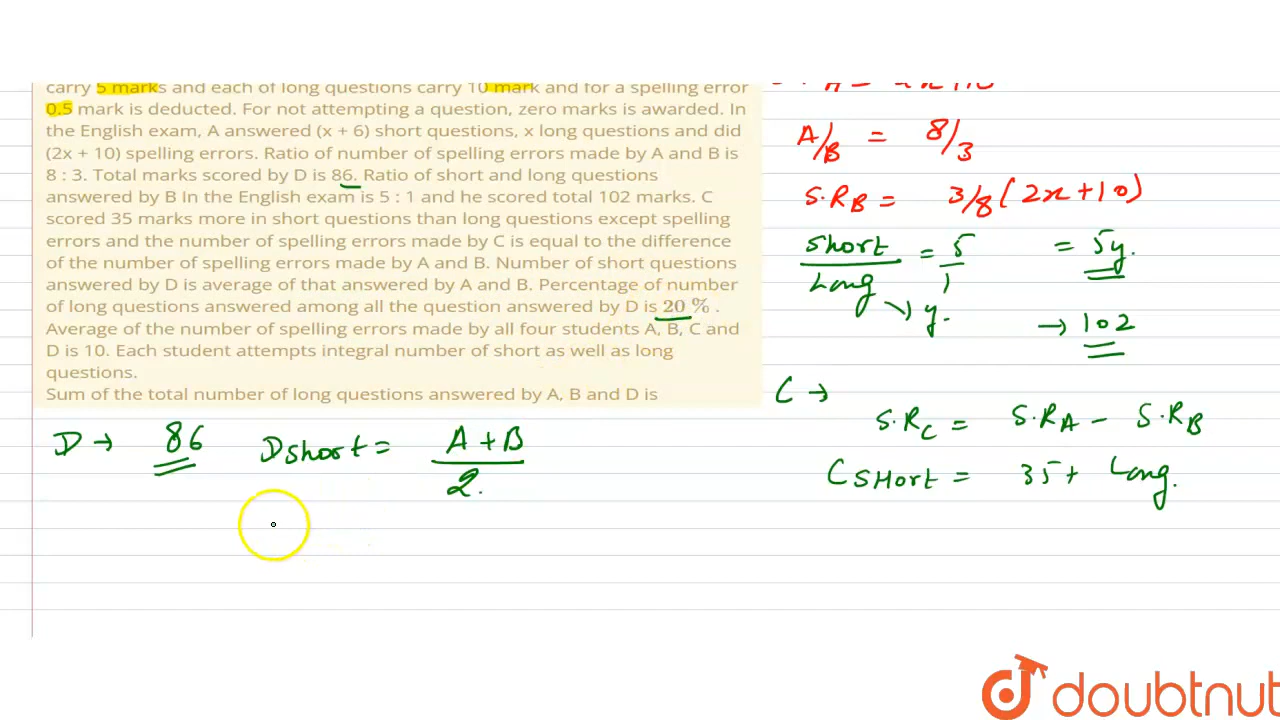 carry 5 marks and each of long questions carry 10 mark and for a spelling error
0.5 mark is deducted. For not attempting a question, zero marks is awarded. In
the English exam, A answered (x + 6) short questions, x long questions and did
(2x + 10) spelling errors. Ratio of number of spelling errors made by A and B is
8 : 3. Total marks scored by D is 86. Ratio of short and long questions
answered by B in the English exam is 5 : 1 and he scored total 102 marks. C
scored 35 marks more in short questions than long questions except spelling
errors and the number of spelling errors made by C is equal to the difference
of the number of spelling errors made by A and B. Number of short questions
answered by D is average of that answered by A and B. Percentage of number
of long questions answered among all the question answered by D is 20 % .
Average of the number of spelling errors made by all four students A, B, C and
D is 10. Each student attempts integral number of short as well as long
questions.
Sum of the total number of long questions answered by A, B and D is
D → 86 D short = A + B
2.
A/B = 8/3
S.R B = 3/8 (2x + 10)
Short = 5 = 5y.
Long 1
↘ y. → 102
C →
S.R C = S.R A - S.R B
C SHort = 35 + Long.
doubtnut